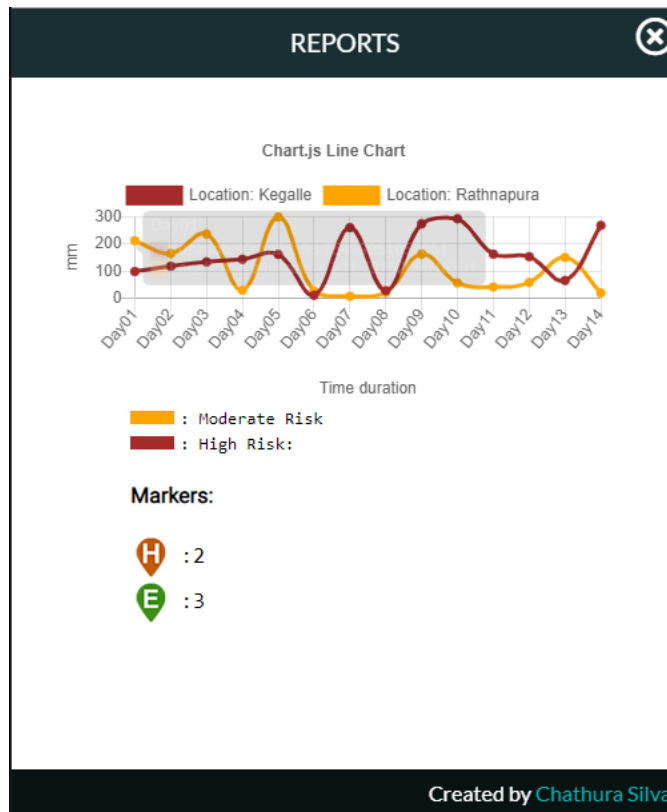 REPORTS
Chart.js Line Chart
Location: Kegalle Location: Rathnapura
300
200
100
0
mm
Day01 Day02 Day03 Day04 Day05 Day06 Day07 Day08 Day09 Day10 Day11 Day12 Day13 Day14
Time duration
: Moderate Risk
: High Risk:
Markers:
H :2
E :3
Created by Chathura Silva